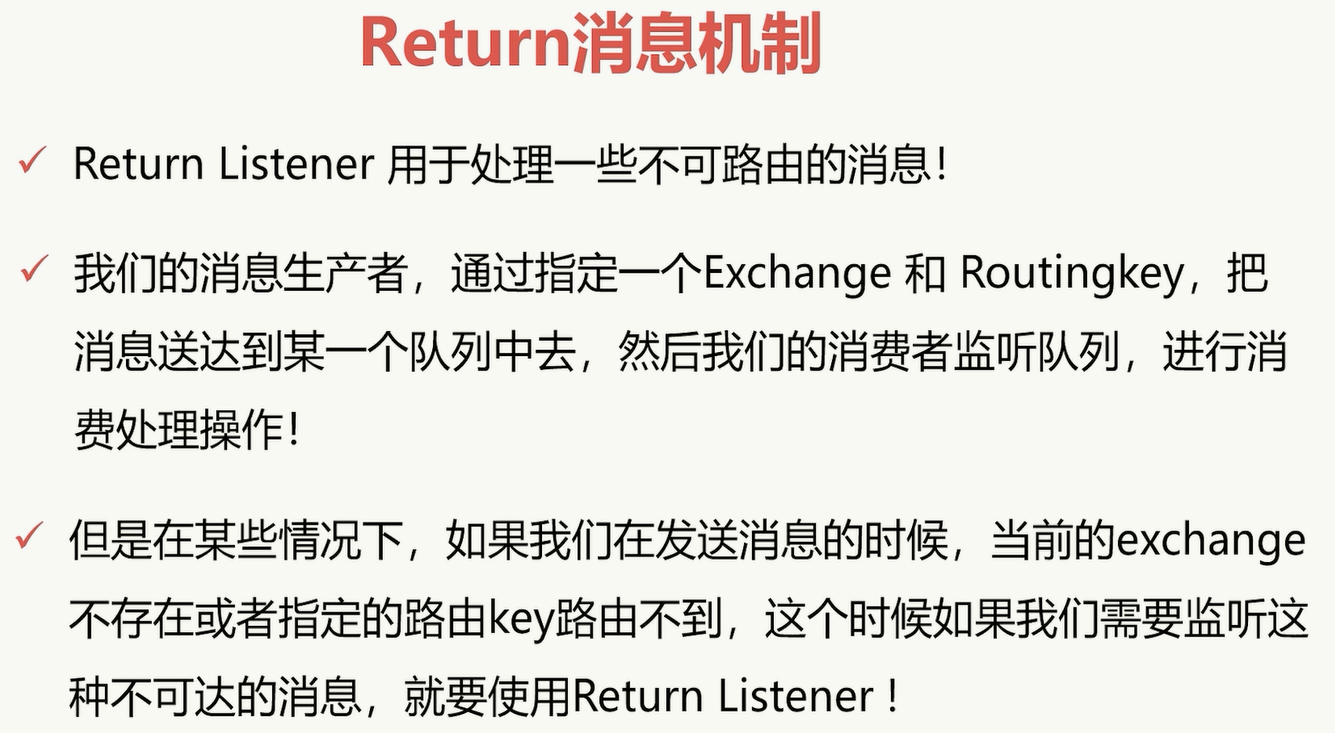 Return消息机制
✓ Return Listener 用于处理一些不可路由的消息！
✓ 我们的消息生产者，通过指定一个Exchange 和 Routingkey，把
消息送达到某一个队列中去，然后我们的消费者监听队列，进行消
费处理操作！
✓ 但是在某些情况下，如果我们在发送消息的时候，当前的exchange
不存在或者指定的路由key路由不到，这个时候如果我们需要监听这
种不可达的消息，就要使用Return Listener！